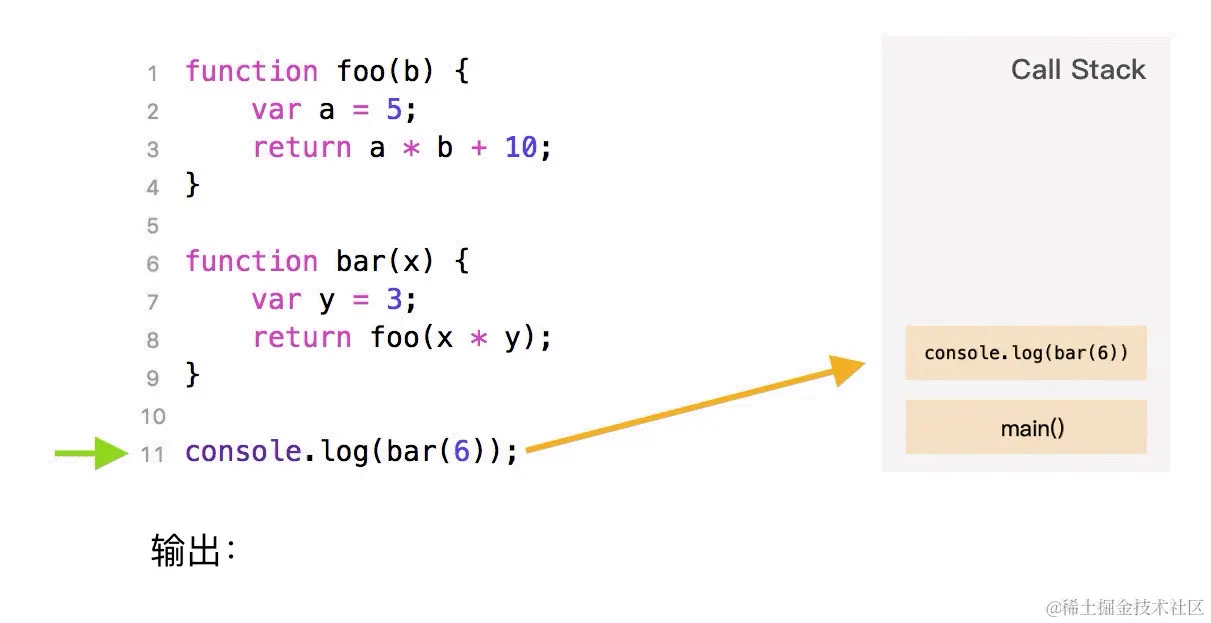 1 function foo(b) {
2     var a = 5;
3     return a * b + 10;
4 }
5
6 function bar(x) {
7     var y = 3;
8     return foo(x * y);
9 }
10
11 console.log(bar(6));
输出：
Call Stack
console.log(bar(6))
main()
@稀土掘金技术社区